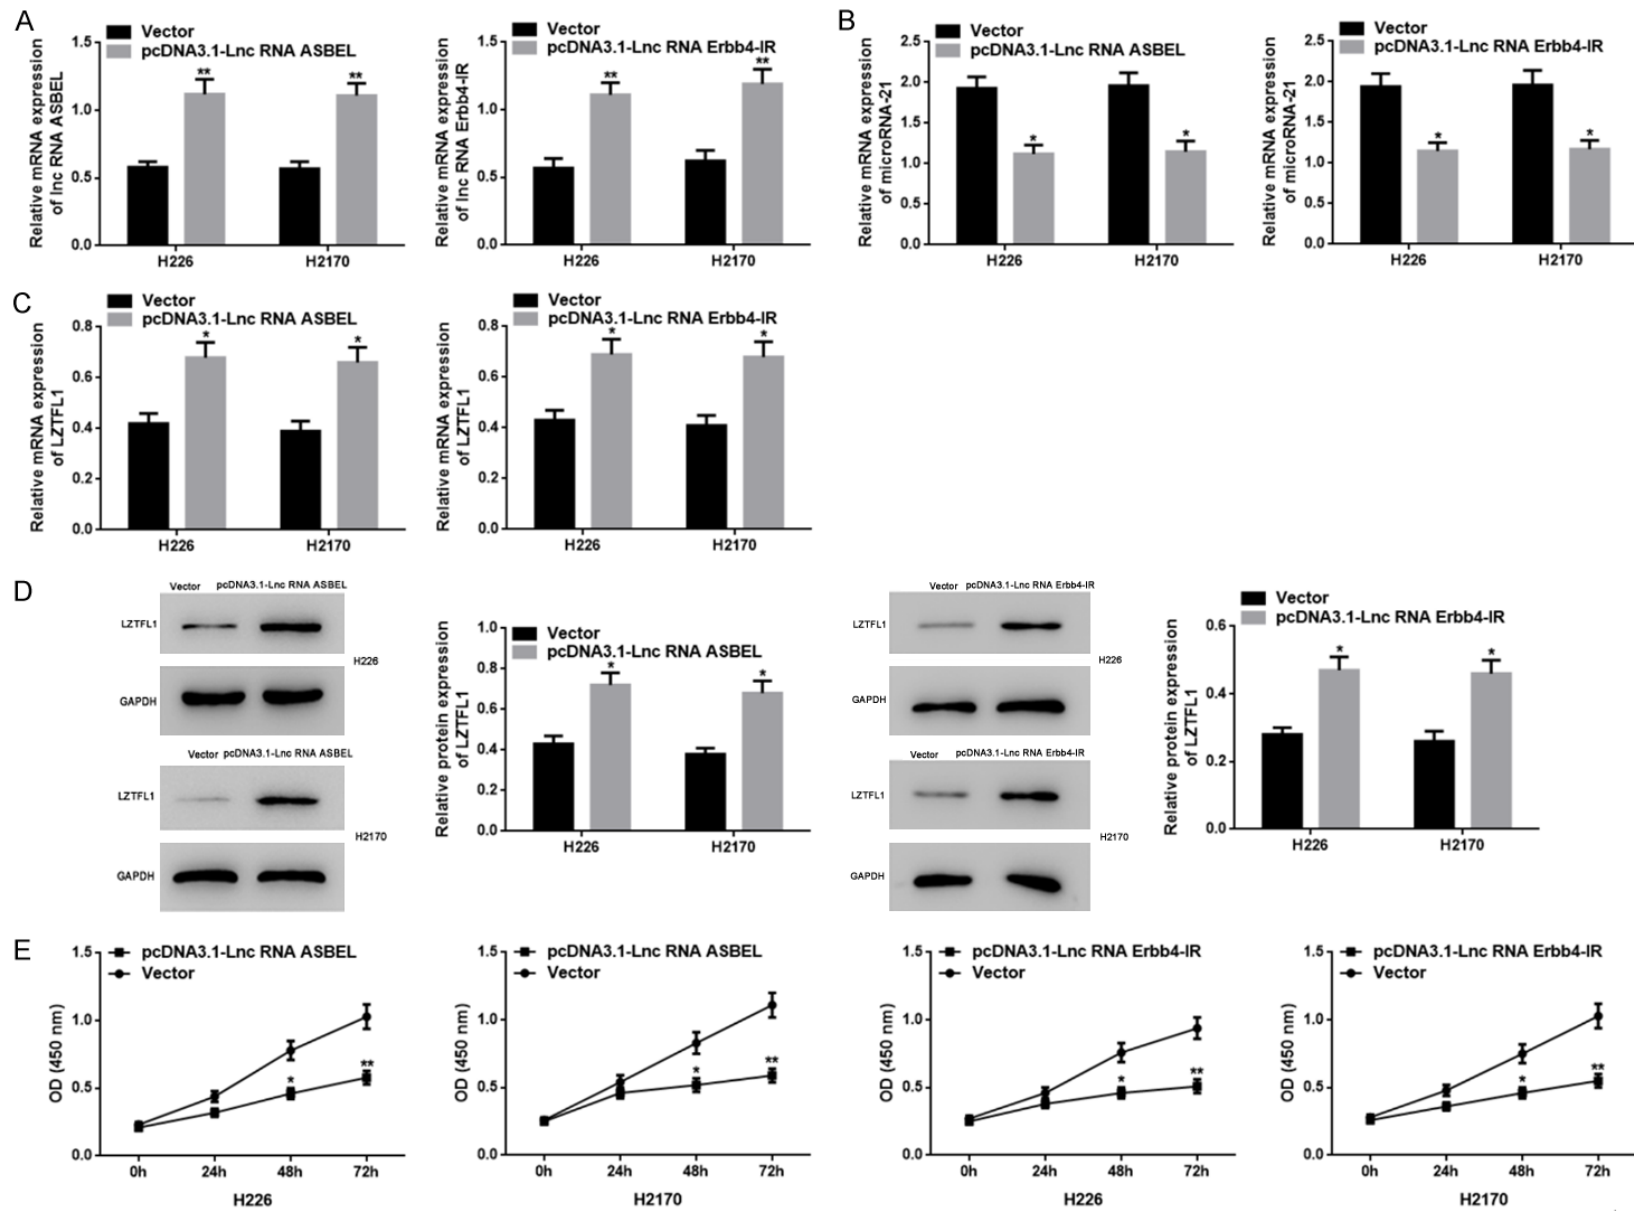 A
Vector
pcDNA3.1-Lnc RNA ASBEL
Relative mRNA expression
of lnc RNA ASBEL
1.5
1.0
0.5
0.0
**
**
H226
H2170
Vector
pcDNA3.1-Lnc RNA Erbb4-IR
Relative mRNA expression
of lnc RNA Erbb4-IR
1.5
1.0
0.5
0.0
**
**
H226
H2170
B
Vector
pcDNA3.1-Lnc RNA ASBEL
Relative mRNA expression
of microRNA-21
2.5
2.0
1.5
1.0
0.5
0.0
*
*
H226
H2170
Vector
pcDNA3.1-Lnc RNA Erbb4-IR
Relative mRNA expression
of microRNA-21
2.5
2.0
1.5
1.0
0.5
0.0
*
*
H226
H2170
C
Vector
pcDNA3.1-Lnc RNA ASBEL
Relative mRNA expression
of LZTFL1
0.8
0.6
0.4
0.2
0.0
*
*
H226
H2170
Vector
pcDNA3.1-Lnc RNA Erbb4-IR
Relative mRNA expression
of LZTFL1
0.8
0.6
0.4
0.2
0.0
*
*
H226
H2170
D
Vector pcDNA3.1-Lnc RNA ASBEL
LZTFL1
H226
GAPDH
Vector pcDNA3.1-Lnc RNA ASBEL
LZTFL1
H2170
GAPDH
Vector
pcDNA3.1-Lnc RNA ASBEL
Relative protein expression
of LZTFL1
1.0
0.8
0.6
0.4
0.2
0.0
*
*
H226
H2170
Vector pcDNA3.1-Lnc RNA Erbb4-IR
LZTFL1
H226
GAPDH
Vector pcDNA3.1-Lnc RNA Erbb4-IR
LZTFL1
H2170
GAPDH
Vector
pcDNA3.1-Lnc RNA Erbb4-IR
Relative protein expression
of LZTFL1
0.6
0.4
0.2
0.0
*
*
H226
H2170
E
pcDNA3.1-Lnc RNA ASBEL
Vector
OD (450 nm)
1.5
1.0
0.5
0.0
*
**
0h 24h 48h 72h
H226
pcDNA3.1-Lnc RNA ASBEL
Vector
OD (450 nm)
1.5
1.0
0.5
0.0
*
**
0h 24h 48h 72h
H2170
pcDNA3.1-Lnc RNA Erbb4-IR
Vector
OD (450 nm)
1.5
1.0
0.5
0.0
*
**
0h 24h 48h 72h
H226
pcDNA3.1-Lnc RNA Erbb4-IR
Vector
OD (450 nm)
1.5
1.0
0.5
0.0
*
**
0h 24h 48h 72h
H2170